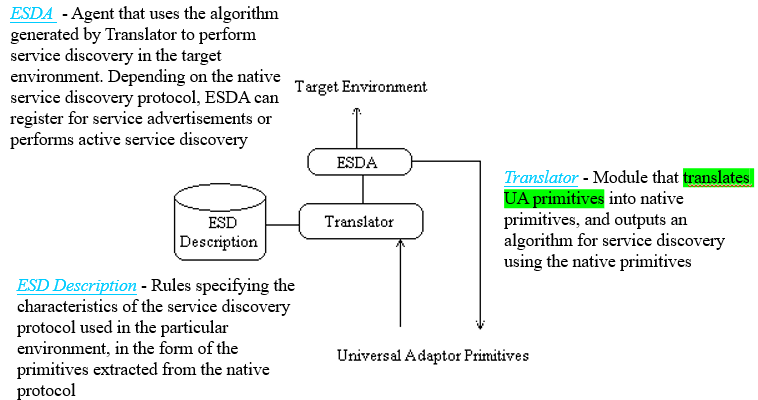 ESDA - Agent that uses the algorithm
generated by Translator to perform
service discovery in the target
environment. Depending on the native
service discovery protocol, ESDA can
register for service advertisements or
performs active service discovery
Target Environment
ESDA
Translator - Module that translates
UA primitives into native
primitives, and outputs an
algorithm for service discovery
using the native primitives
ESD
Description
Translator
ESD Description - Rules specifying the
characteristics of the service discovery
protocol used in the particular
environment, in the form of the
primitives extracted from the native
protocol
Universal Adaptor Primitives